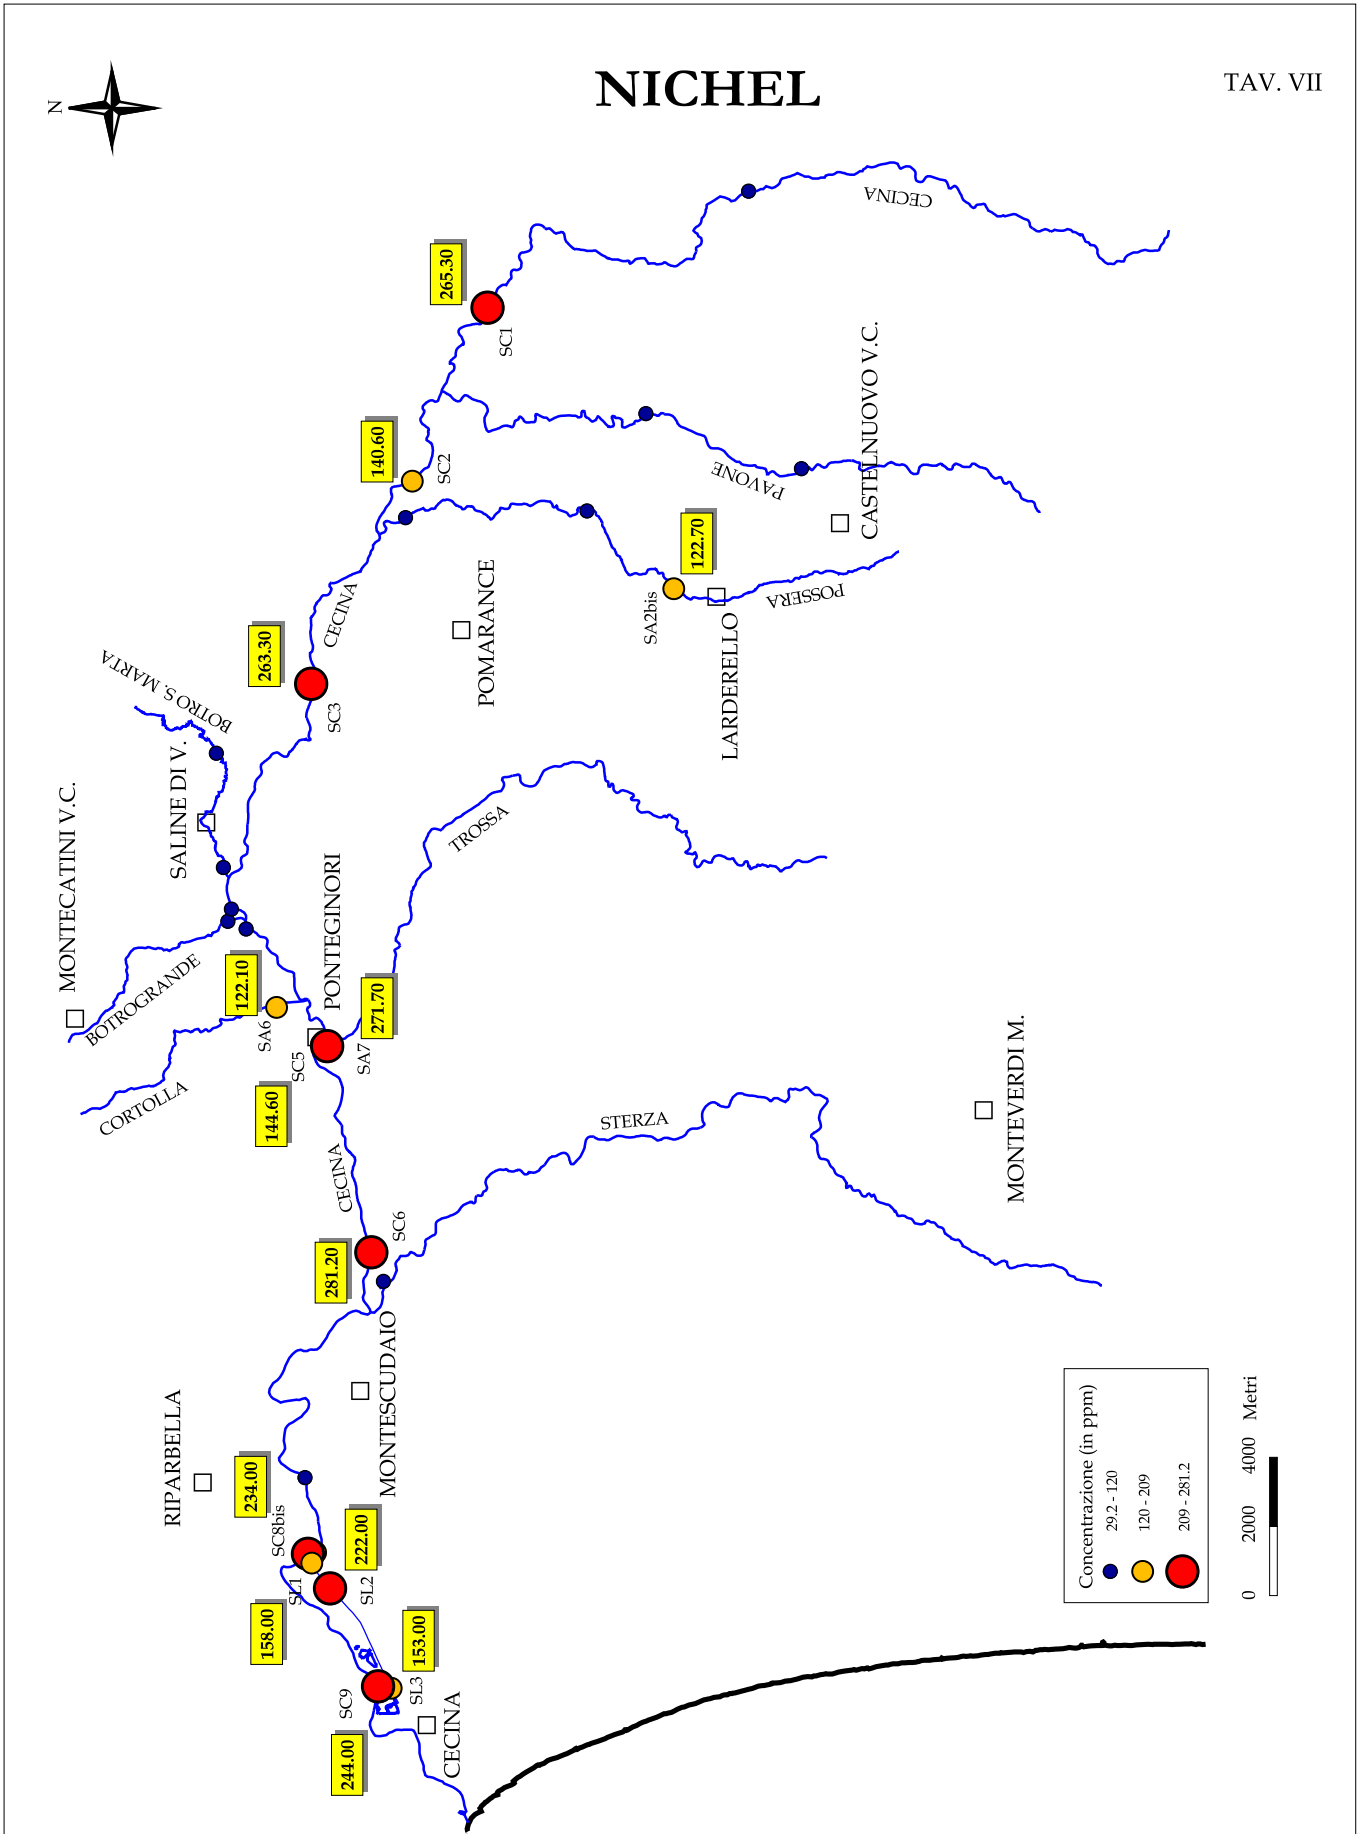 NICHEL
TAV. VII
N
CECINA
265.30
SC1
CASTELNUOVO V.C.
140.60
SC2
PAVONE
122.70
SA2bis
POSSERA
LARDERELLO
POMARANCE
CECINA
263.30
SC3
BOTRO S. MARTA
SALINE DI V.
MONTECATINI V.C.
TROSSA
PONTEGINORI
BOTROGRANDE
122.10
SA6
271.70
SC5
SA7
CORTOLLA
144.60
STERZA
MONTEVERDI M.
CECINA
SC6
281.20
MONTESCUDAIO
RIPARBELLA
234.00
SC8bis
222.00
SL1
SL2
158.00
153.00
SL3
SC9
244.00
CECINA
Concentrazione (in ppm)
29.2 - 120
120 - 209
209 - 281.2
0 2000 4000 Metri